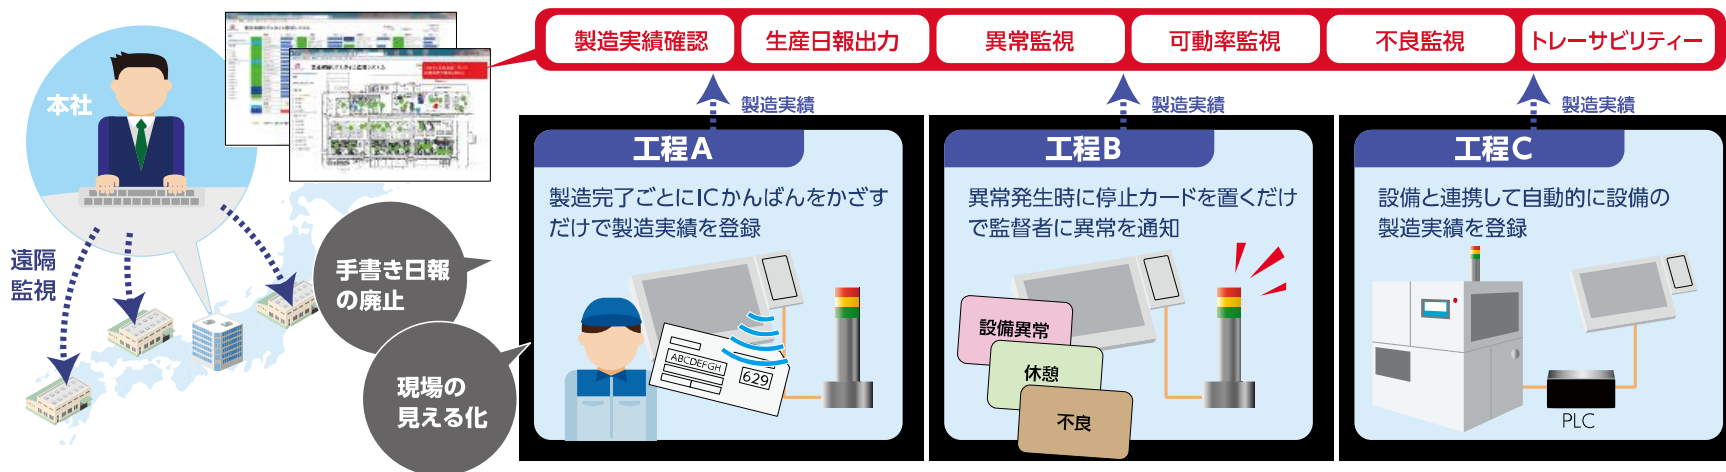 製造実績確認
生産日報出力
異常監視
可動率監視
不良監視
トレーサビリティー
本社
製造実績
製造実績
製造実績
遠隔
監視
手書き日報
の廃止
現場の
見える化
工程A
製造完了ごとにICかんばんをかざす
だけで製造実績を登録
ABCDEFGH
629
工程B
異常発生時に停止カードを置くだけ
で監督者に異常を通知
設備異常
休憩
不良
工程C
設備と連携して自動的に設備の
製造実績を登録
PLC